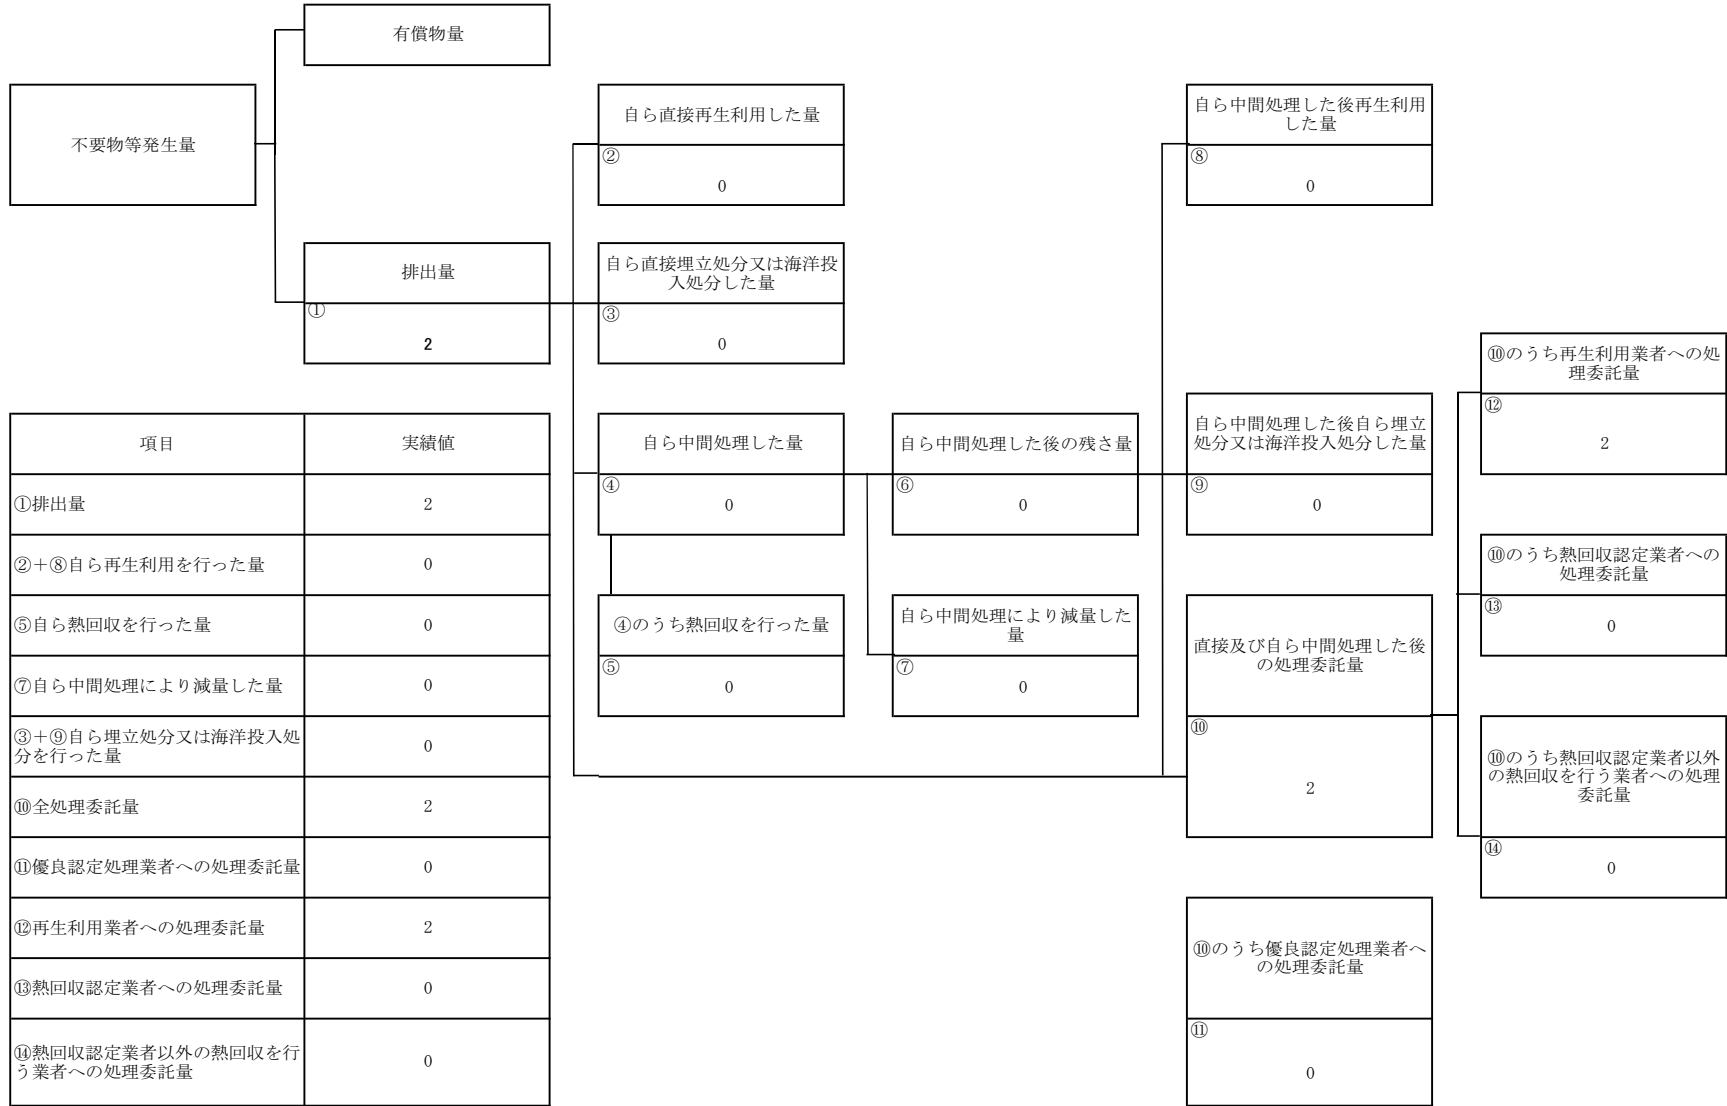 有償物量
不要物等発生量
自ら直接再生利用した量
②
0
自ら中間処理した後再生利用
した量
⑧
0
排出量
①
2
自ら直接埋立処分又は海洋投
入処分した量
③
0
⑩のうち再生利用業者への処
理委託量
⑫
2
項目
実績値
①排出量
2
②＋⑧自ら再生利用を行った量
0
⑤自ら熱回収を行った量
0
⑦自ら中間処理により減量した量
0
③＋⑨自ら埋立処分又は海洋投入処
分を行った量
0
⑩全処理委託量
2
⑪優良認定処理業者への処理委託量
0
⑫再生利用業者への処理委託量
2
⑬熱回収認定業者への処理委託量
0
⑭熱回収認定業者以外の熱回収を行
う業者への処理委託量
0
自ら中間処理した量
④
0
自ら中間処理した後の残さ量
⑥
0
自ら中間処理した後自ら埋立
処分又は海洋投入処分した量
⑨
0
④のうち熱回収を行った量
⑤
0
自ら中間処理により減量した
量
⑦
0
直接及び自ら中間処理した後
の処理委託量
⑩
2
⑩のうち熱回収認定業者への
処理委託量
⑬
0
⑩のうち熱回収認定業者以外
の熱回収を行う業者への処理
委託量
⑭
0
⑩のうち優良認定処理業者へ
の処理委託量
⑪
0